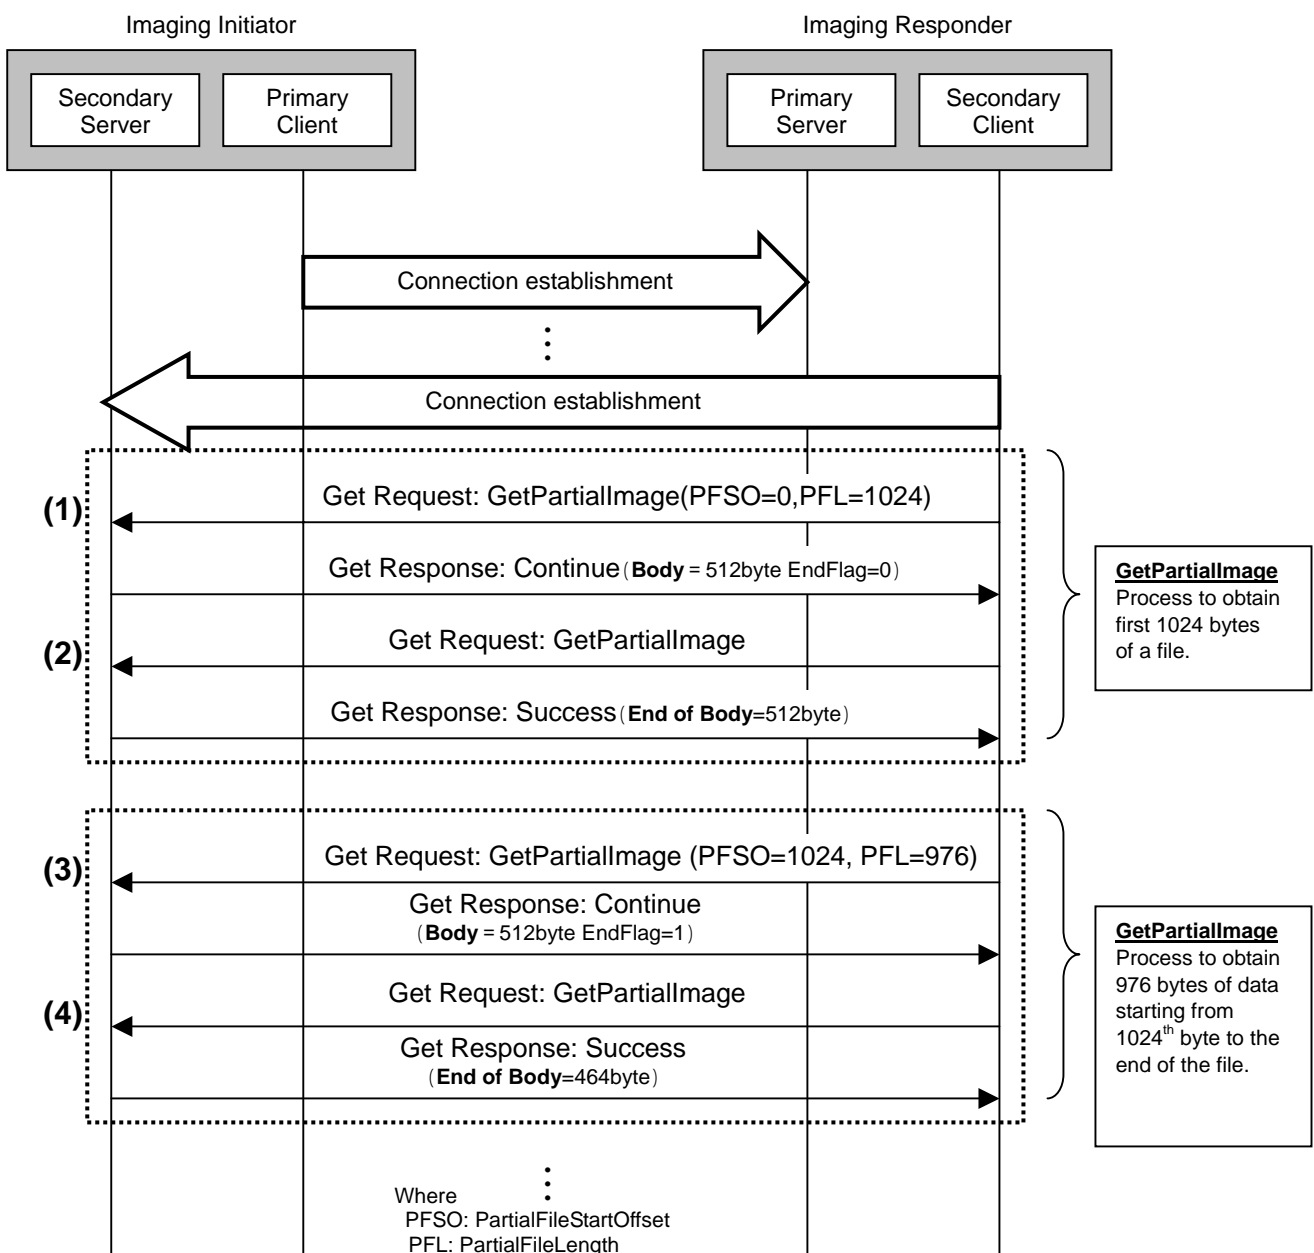 Imaging Initiator
Imaging Responder
Secondary
Server
Primary
Client
Primary
Server
Secondary
Client
Connection establishment
Connection establishment
(1)
Get Request: GetPartialImage(PFSO=0,PFL=1024)
Get Response: Continue(Body = 512byte EndFlag=0)
(2)
Get Request: GetPartialImage
Get Response: Success(End of Body=512byte)
GetPartialImage
Process to obtain
first 1024 bytes
of a file.
(3)
Get Request: GetPartialImage (PFSO=1024, PFL=976)
Get Response: Continue
(Body = 512byte EndFlag=1)
(4)
Get Request: GetPartialImage
Get Response: Success
(End of Body=464byte)
GetPartialImage
Process to obtain
976 bytes of data
starting from
1024th byte to the
end of the file.
Where
PFSO: PartialFileStartOffset
PFL: PartialFileLength